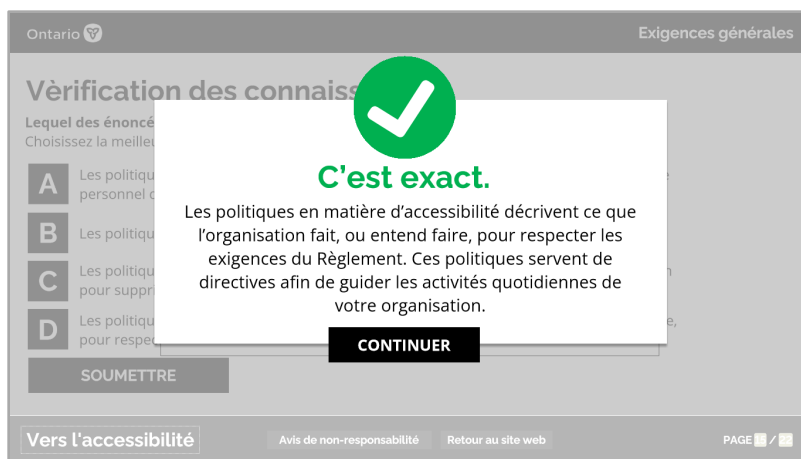 Ontario
Exigences générales
Vèrification des connaiss
Lequel des énoncé
Choisissez la meilleu
C'est exact.
Les politiques en matière d'accessibilité décrivent ce que
l'organisation fait, ou entend faire, pour respecter les
exigences du Règlement. Ces politiques servent de
directives afin de guider les activités quotidiennes de
votre organisation.
CONTINUER
A
Les politiqu
personnel
B
Les politiqu
C
Les politiqu
pour suppri
D
Les politiqu
pour respec
SOUMETTRE
Vers l'accessibilité
Avis de non-responsabilité
Retour au site web
PAGE 15 / 22